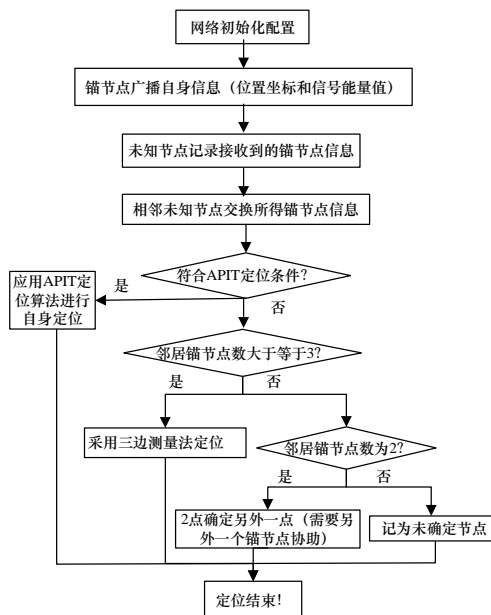 网络初始化配置
锚节点广播自身信息（位置坐标和信号能量值）
未知节点记录接收到的锚节点信息
相邻未知节点交换所得锚节点信息
符合APIT定位条件?
应用APIT定
位算法进行
自身定位
是
否
邻居锚节点数大于等于3?
是
否
采用三边测量法定位
邻居锚节点数为2?
是
否
2点确定另外一点（需要另
外一个锚节点协助）
记为未确定节点
定位结束!